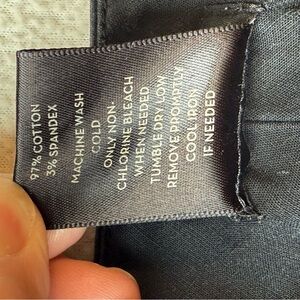 97% COTTON
3% SPANDEX
MACHINE WASH
COLD
ONLY NON-
CHLORINE BLEACH
WHEN NEEDED
TUMBLE DRY LOW
REMOVE PROMPTLY
COOL IRON
IF NEEDED